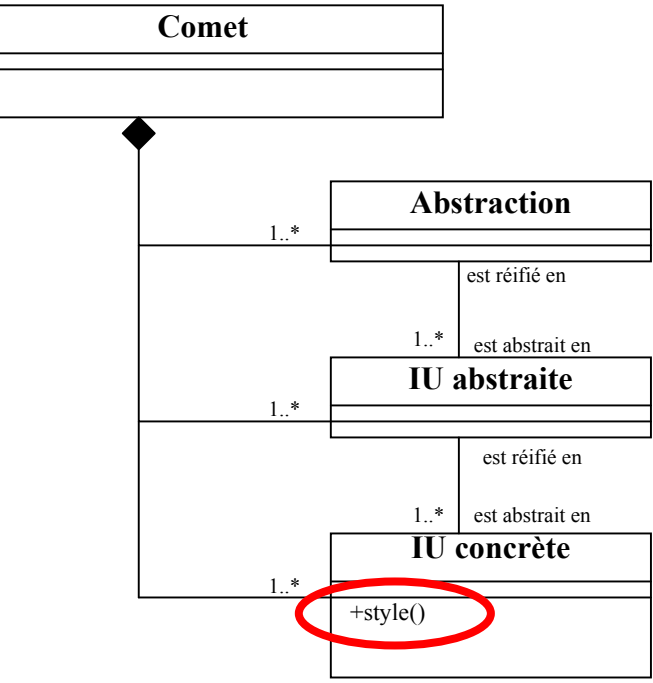 Comet
Abstraction
1..*
est réifié en
1..*
est abstrait en
IU abstraite
1..*
est réifié en
1..*
est abstrait en
IU concrète
1..*
+style()